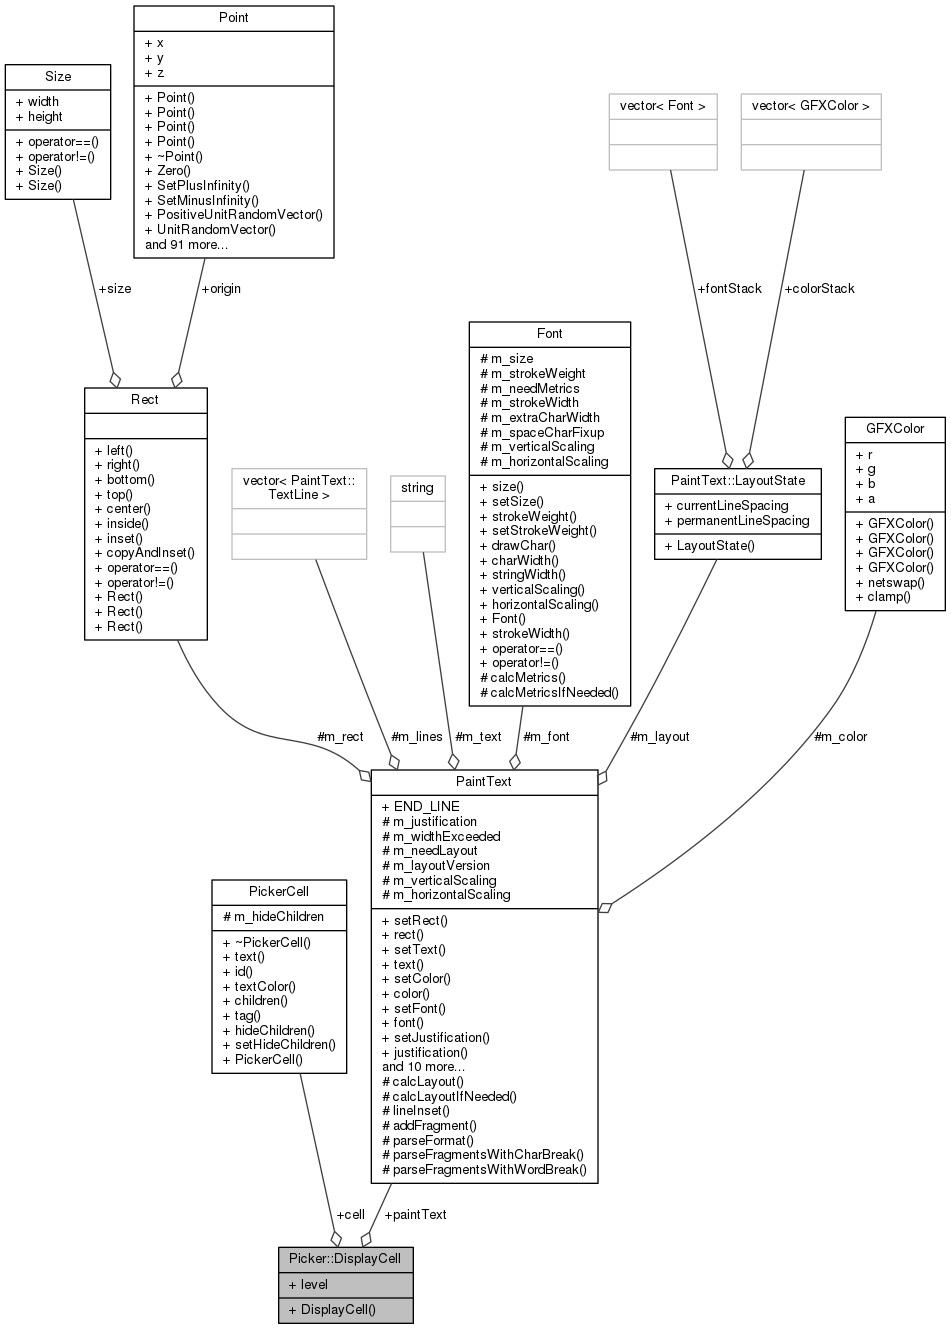 Point
+ x
+ y
+ z
+ Point()
+ Point()
+ Point()
+ Point()
+ ~Point()
+ Zero()
+ SetPlusInfinity()
+ SetMinusInfinity()
+ PositiveUnitRandomVector()
+ UnitRandomVector()
and 91 more...
Size
+ width
+ height
+ operator==()
+ operator!=()
+ Size()
+ Size()
vector< Font >
vector< GFXColor >
+size
+origin
+fontStack
+colorStack
Rect
+ left()
+ right()
+ bottom()
+ top()
+ center()
+ inside()
+ inset()
+ copyAndInset()
+ operator==()
+ operator!=()
+ Rect()
+ Rect()
+ Rect()
vector< PaintText::
TextLine >
string
Font
# m_size
# m_strokeWeight
# m_needMetrics
# m_strokeWidth
# m_extraCharWidth
# m_spaceCharFixup
# m_verticalScaling
# m_horizontalScaling
+ size()
+ setSize()
+ strokeWeight()
+ setStrokeWeight()
+ drawChar()
+ charWidth()
+ stringWidth()
+ verticalScaling()
+ horizontalScaling()
+ Font()
+ strokeWidth()
+ operator==()
+ operator!=()
# calcMetrics()
# calcMetricsIfNeeded()
PaintText::LayoutState
+ currentLineSpacing
+ permanentLineSpacing
+ LayoutState()
GFXColor
+ r
+ g
+ b
+ a
+ GFXColor()
+ GFXColor()
+ GFXColor()
+ GFXColor()
+ netswap()
+ clamp()
#m_rect
#m_lines
#m_text
#m_font
#m_layout
#m_color
PaintText
+ END_LINE
# m_justification
# m_widthExceeded
# m_needLayout
# m_layoutVersion
# m_verticalScaling
# m_horizontalScaling
+ setRect()
+ rect()
+ setText()
+ text()
+ setColor()
+ color()
+ setFont()
+ font()
+ setJustification()
+ justification()
and 10 more...
# calcLayout()
# calcLayoutIfNeeded()
# lineInset()
# addFragment()
# parseFormat()
# parseFragmentsWithCharBreak()
# parseFragmentsWithWordBreak()
PickerCell
# m_hideChildren
+ ~PickerCell()
+ text()
+ id()
+ textColor()
+ children()
+ tag()
+ hideChildren()
+ setHideChildren()
+ PickerCell()
+cell
+paintText
Picker::DisplayCell
+ level
+ DisplayCell()